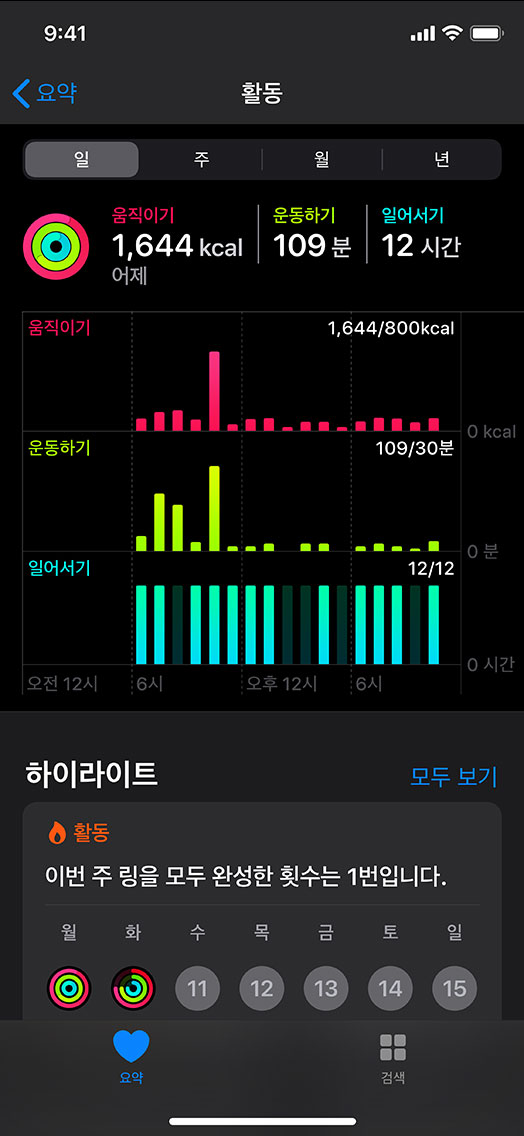 9:41
요약
활동
일 주 월 년
움직이기 운동하기 일어서기
1,644 kcal 109 분 12 시간
어제
움직이기 1,644/800kcal
0 kcal
운동하기 109/30분
0 분
일어서기 12/12
0 시간
오전 12시 6시 오후 12시 6시
하이라이트 모두 보기
활동
이번 주 링을 모두 완성한 횟수는 1번입니다.
월 화 수 목 금 토 일
11 12 13 14 15
요약 검색